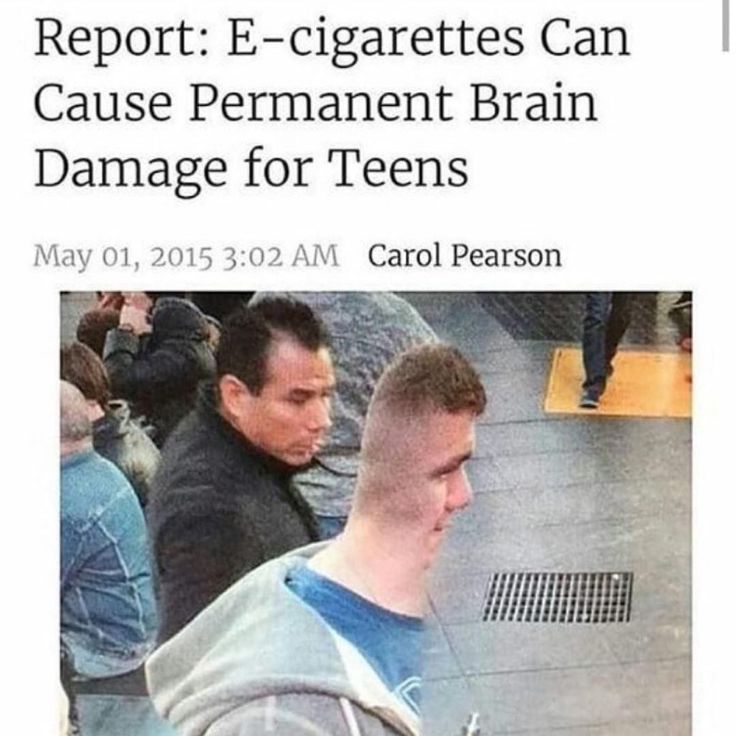 Report: E-cigarettes Can
Cause Permanent Brain
Damage for Teens
May 01, 2015 3:02 AM Carol Pearson